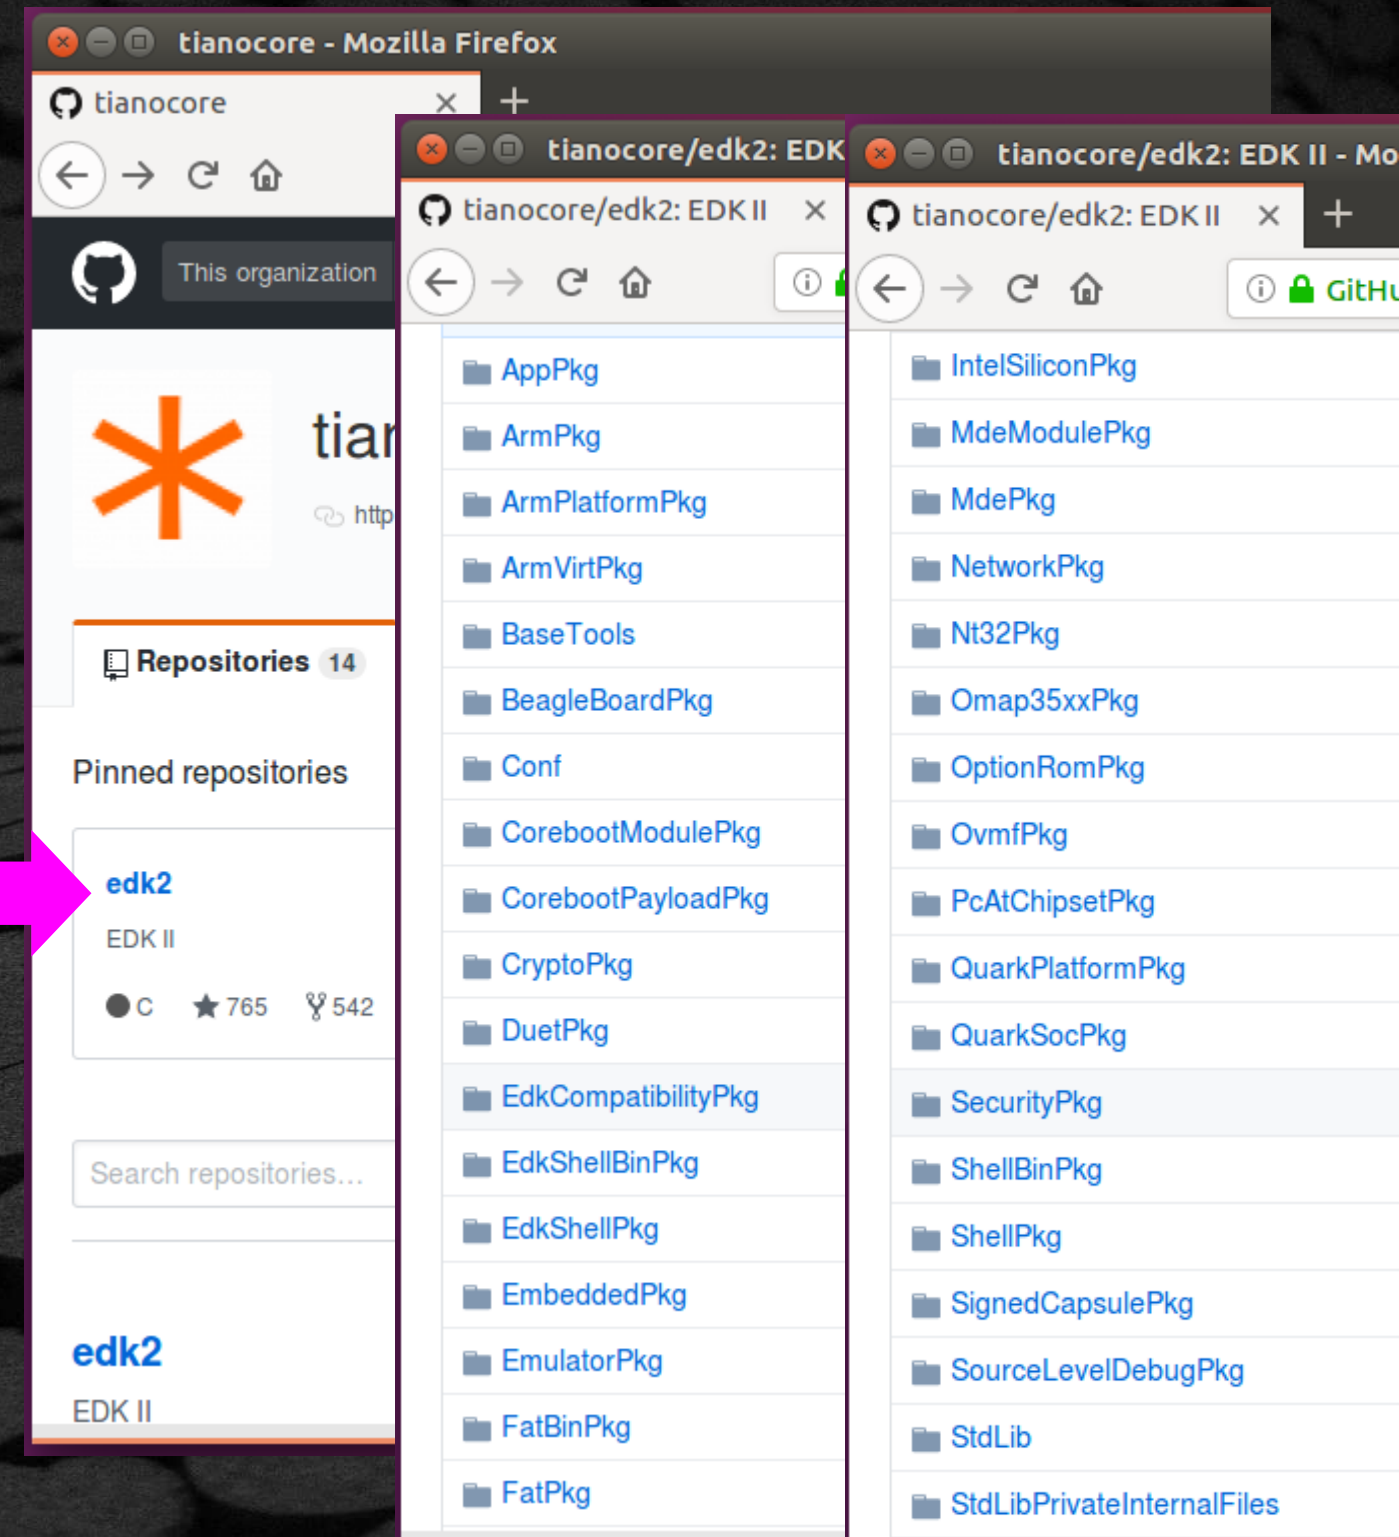 tianocore - Mozilla Firefox
tianocore
This organization
tian
http
Repositories 14
Pinned repositories
edk2
EDK II
C 765 542
Search repositories...
edk2
EDK II
tianocore/edk2: EDK
tianocore/edk2: EDK II
AppPkg
ArmPkg
ArmPlatformPkg
ArmVirtPkg
BaseTools
BeagleBoardPkg
Conf
CorebootModulePkg
CorebootPayloadPkg
CryptoPkg
DuetPkg
EdkCompatibilityPkg
EdkShellBinPkg
EdkShellPkg
EmbeddedPkg
EmulatorPkg
FatBinPkg
FatPkg
tianocore/edk2: EDK II - Mo
tianocore/edk2: EDK II
GitHu
IntelSiliconPkg
MdeModulePkg
MdePkg
NetworkPkg
Nt32Pkg
Omap35xxPkg
OptionRomPkg
OvmfPkg
PcAtChipsetPkg
QuarkPlatformPkg
QuarkSocPkg
SecurityPkg
ShellBinPkg
ShellPkg
SignedCapsulePkg
SourceLevelDebugPkg
StdLib
StdLibPrivateInternalFiles